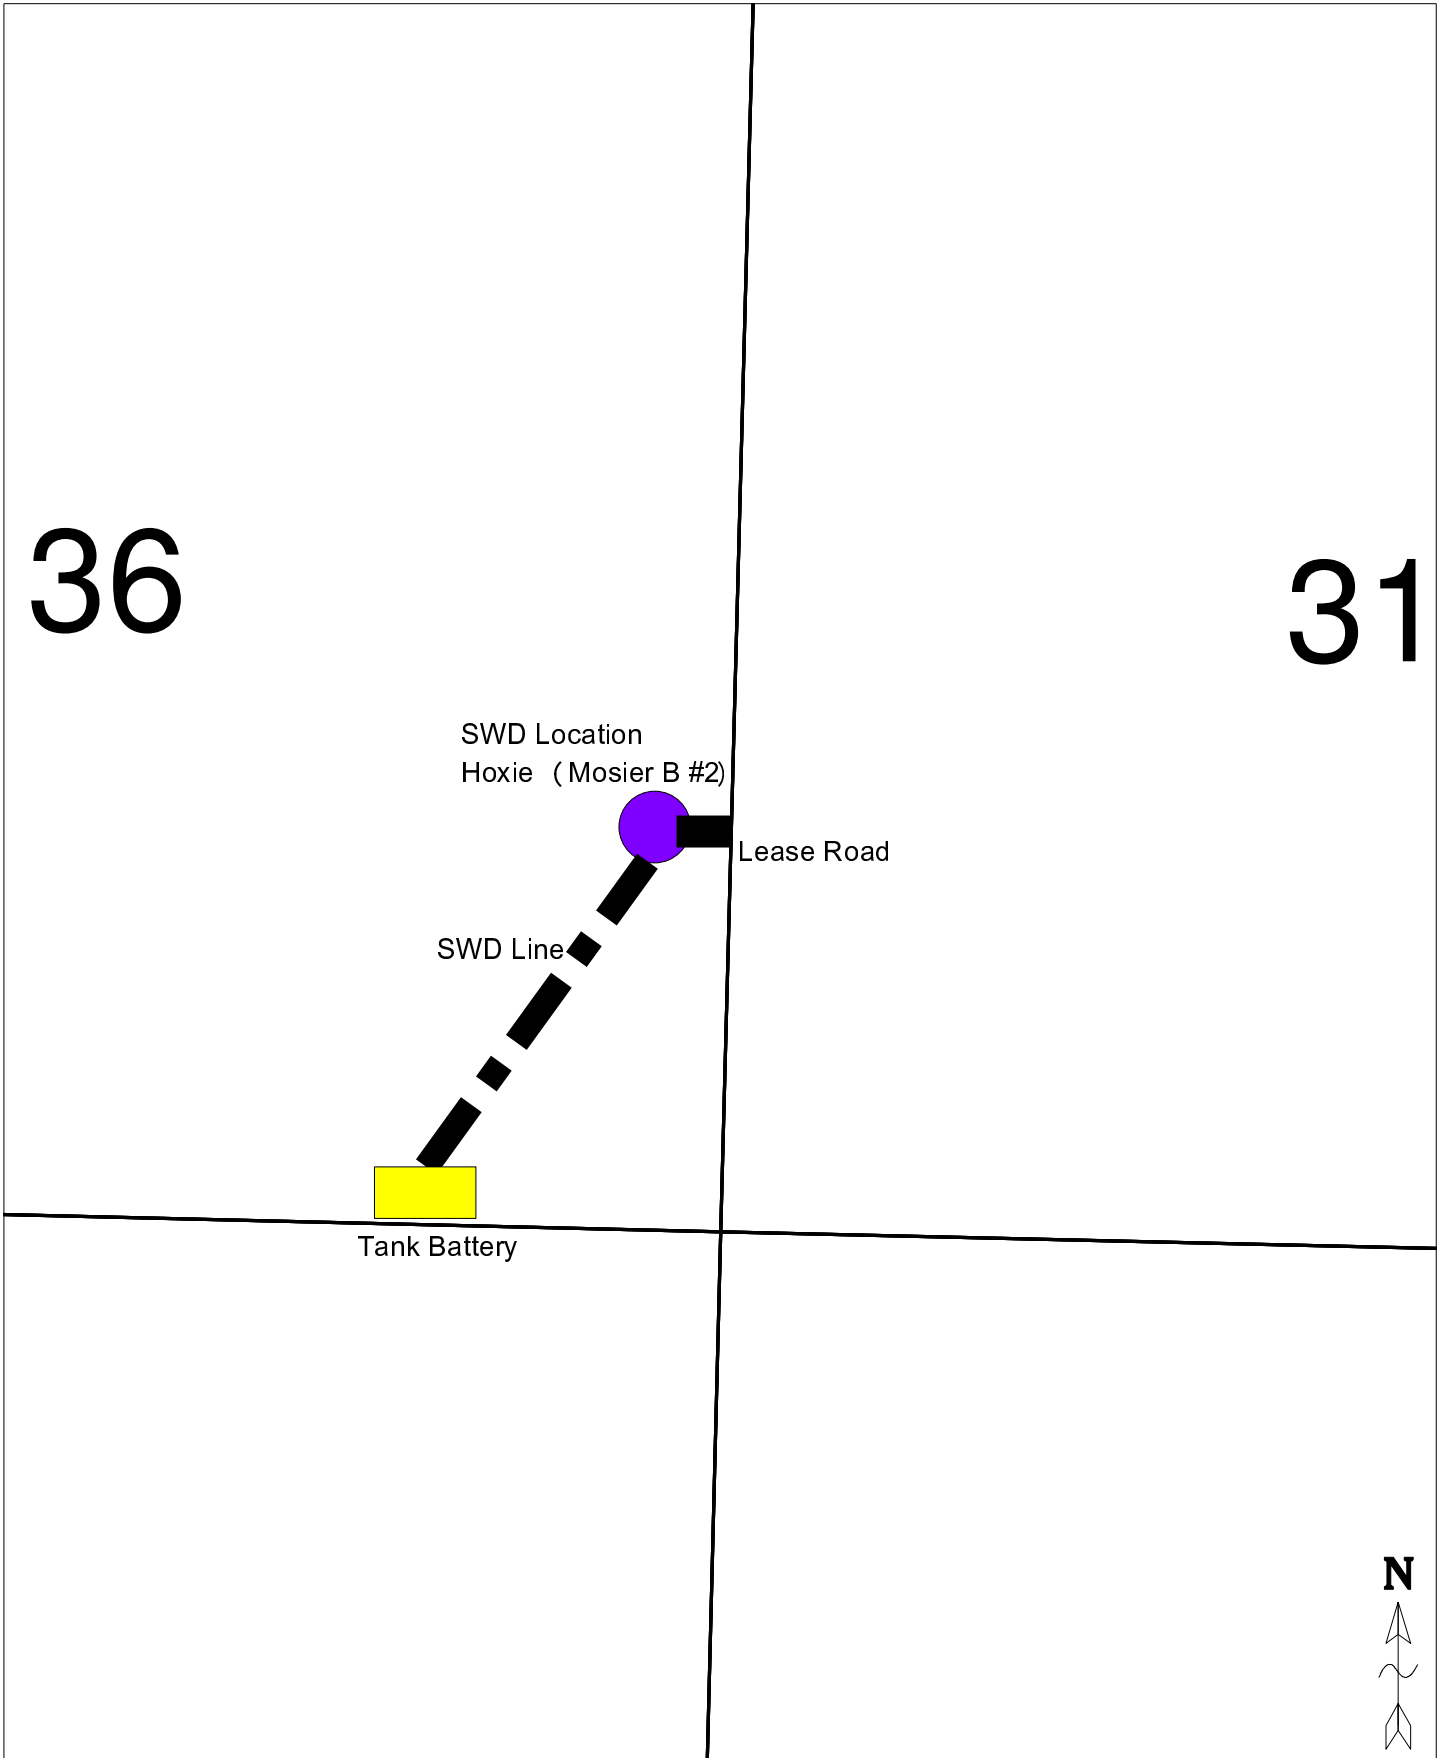 36
31
SWD Location
Hoxie (Mosier B #2)
Lease Road
SWD Line
Tank Battery
N